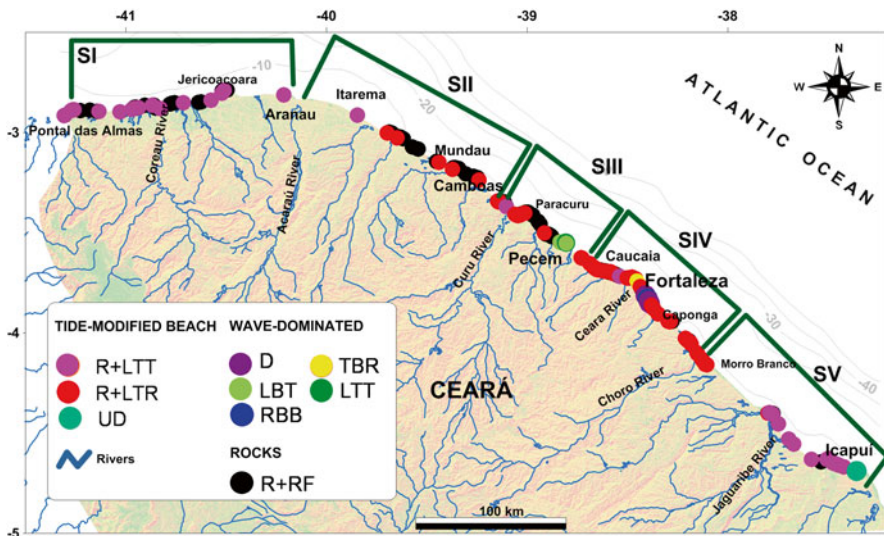 -41
-40
-39
-38
SI
-10
Jericoacoara
Itarema
SII
N
W
E
S
ATLANTIC OCEAN
-20
Aranau
-3
Pontal das Almas
Coreau River
Acaraú River
Mundau
Camboas
SIII
Paracuru
Curu River
Pecem
SIV
Caucaia
Fortaleza
Ceara River
Caponga
-30
-4
TIDE-MODIFIED BEACH
R+LTT
R+LTR
UD
Rivers
WAVE-DOMINATED
D
LBT
RBB
TBR
LTT
ROCKS
R+RF
CEARÁ
Choro River
Morro Branco
SV
-40
Jaguaribe River
Icapuí
100 km
-5